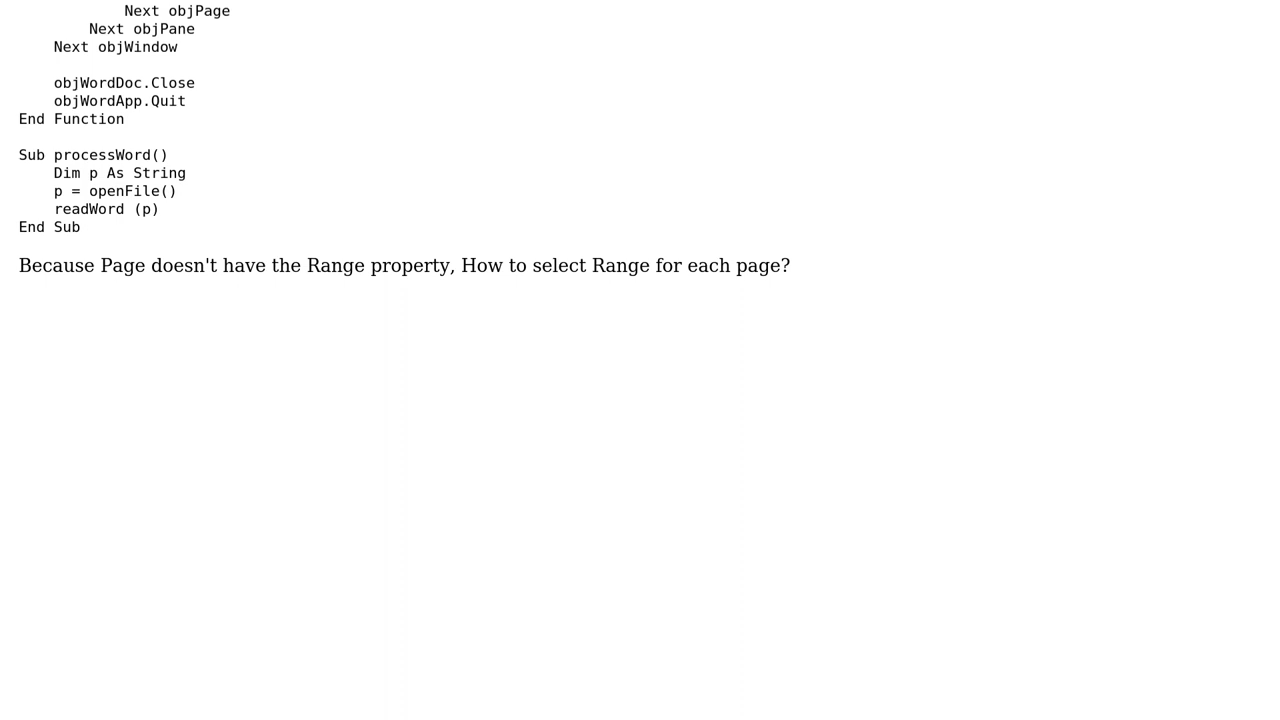 Next objPage
        Next objPane
    Next objWindow

    objWordDoc.Close
    objWordApp.Quit
End Function

Sub processWord()
    Dim p As String
    p = openFile()
    readWord (p)
End Sub

Because Page doesn't have the Range property, How to select Range for each page?